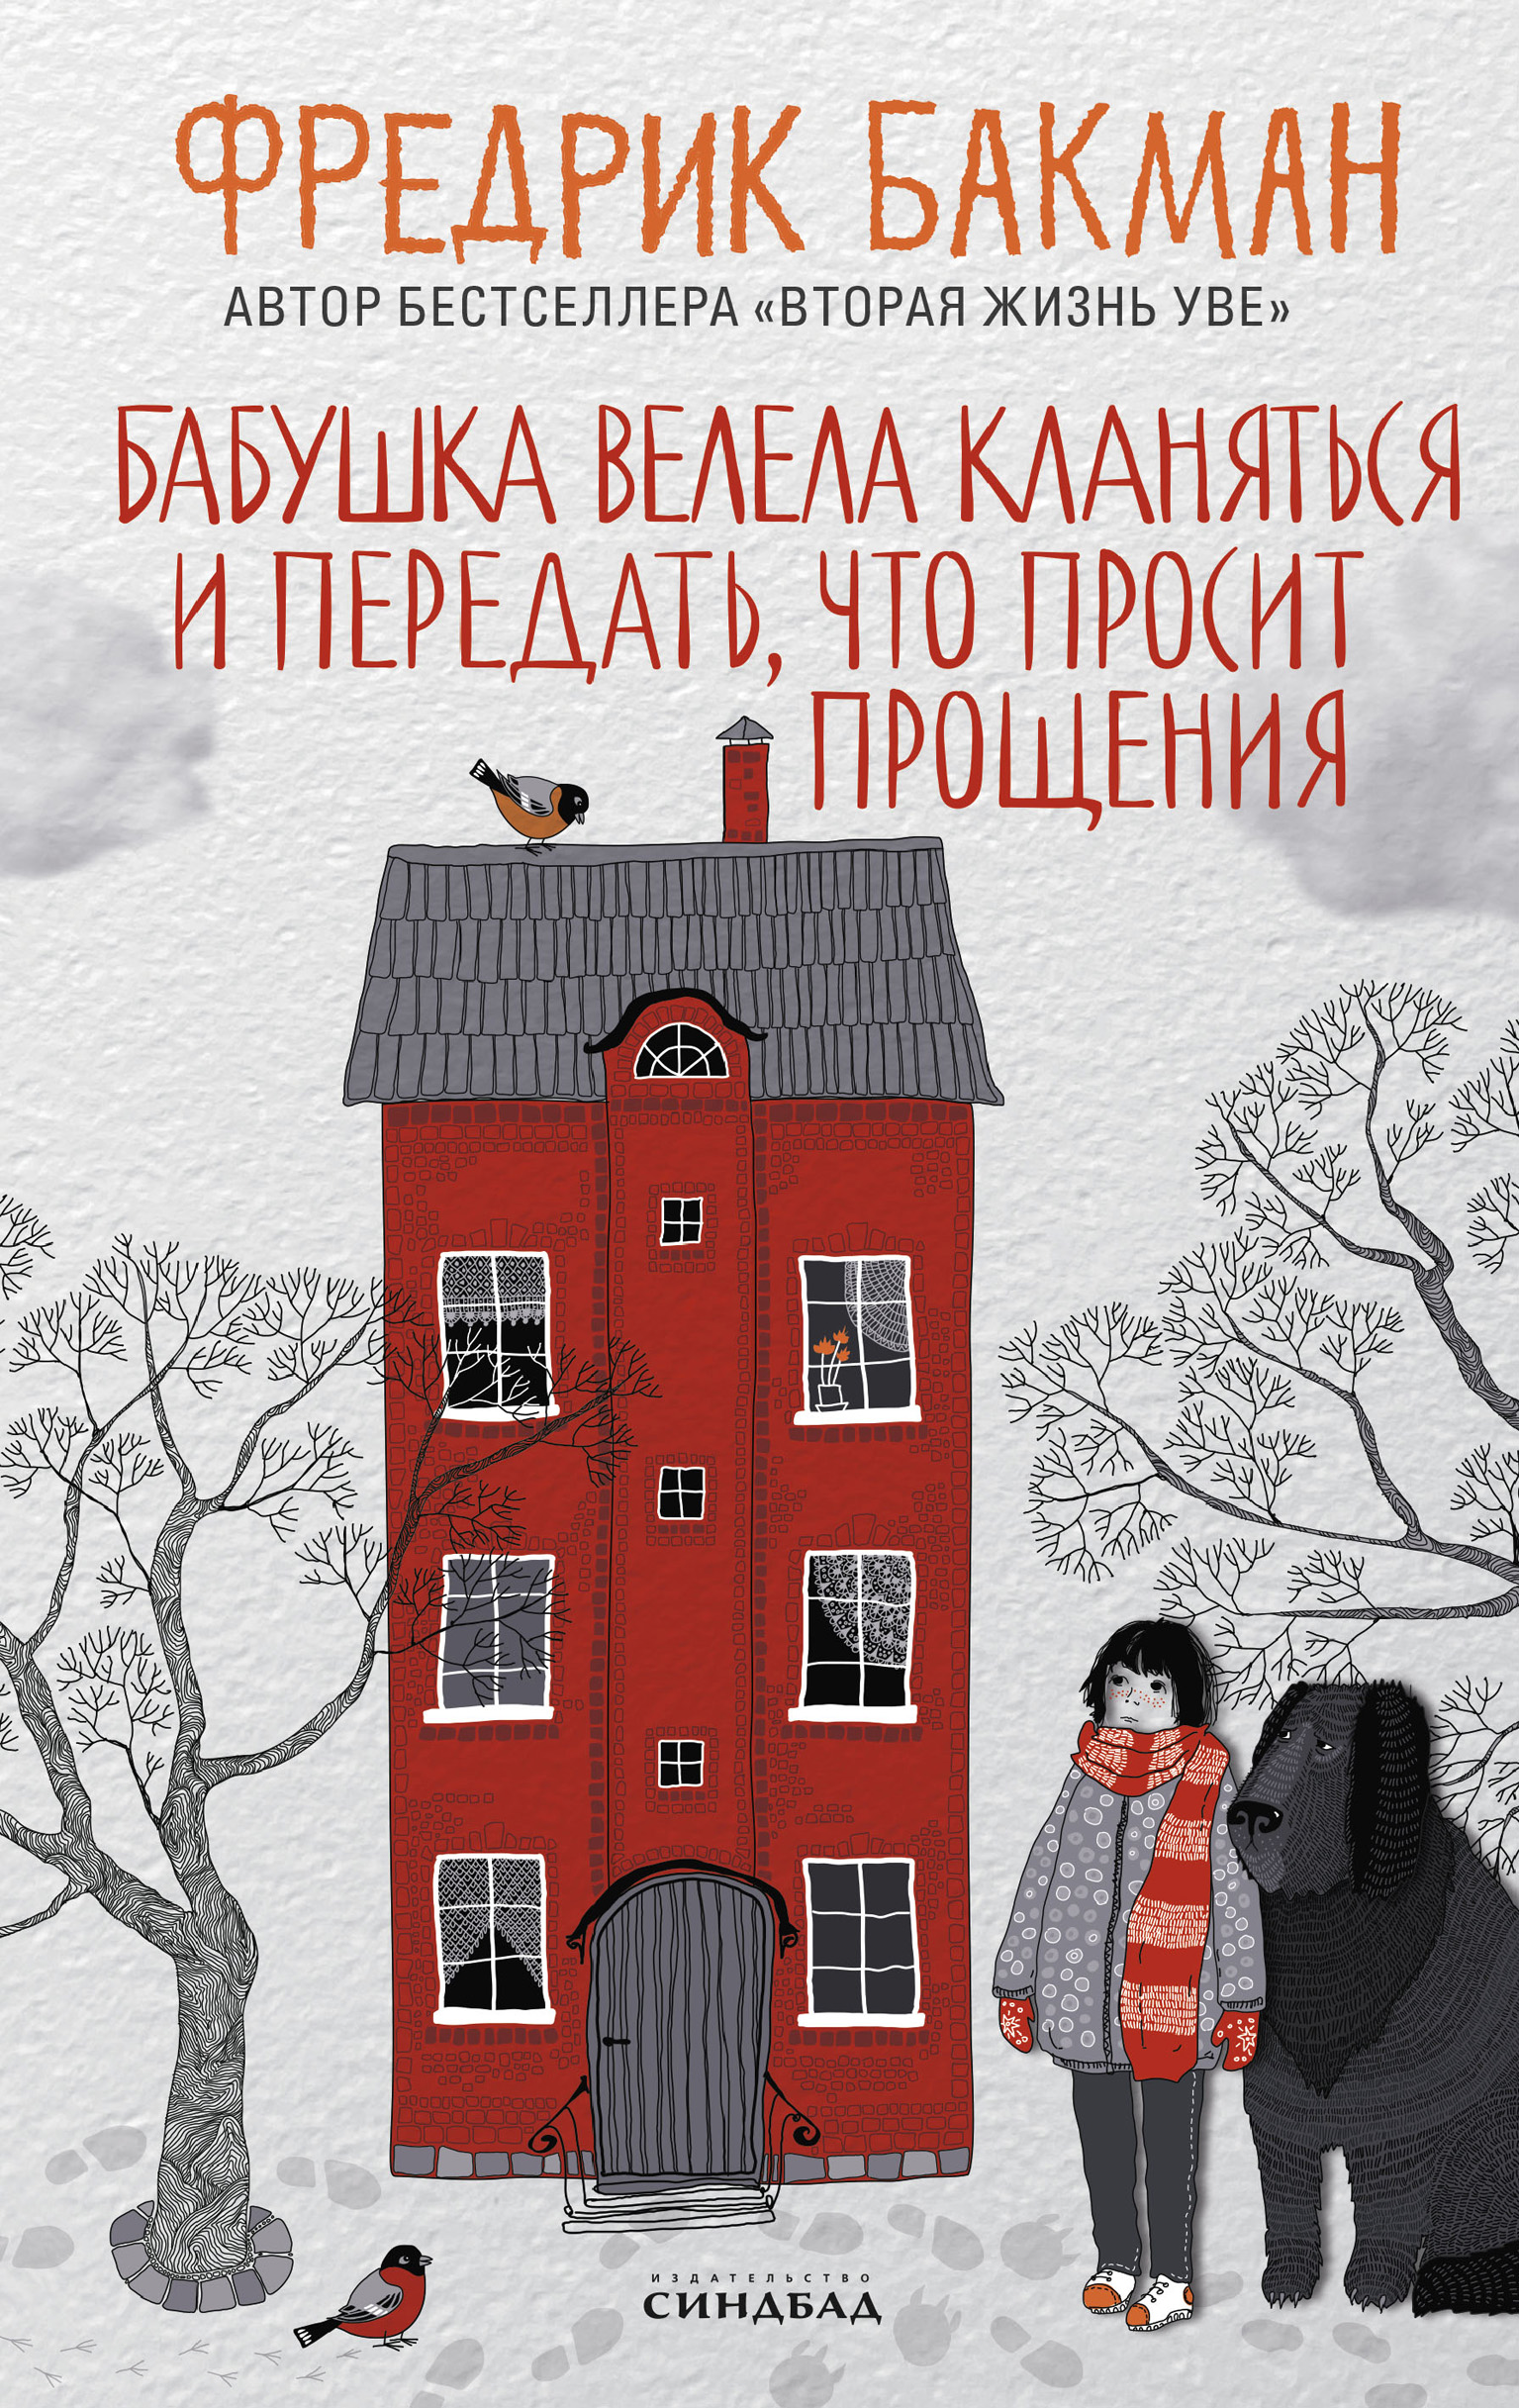 ФРЕДРИК БАКМАН
АВТОР БЕСТСЕЛЛЕРА «ВТОРАЯ ЖИЗНЬ УВЕ»
БАБУШКА ВЕЛЕЛА КЛАНЯТЬСЯ
И ПЕРЕДАТЬ, ЧТО ПРОСИТ
ПРОЩЕНИЯ
ИЗДАТЕЛЬСТВО
СИНДБАД